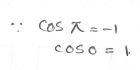 ∵ cos π = -1
cos 0 = 1